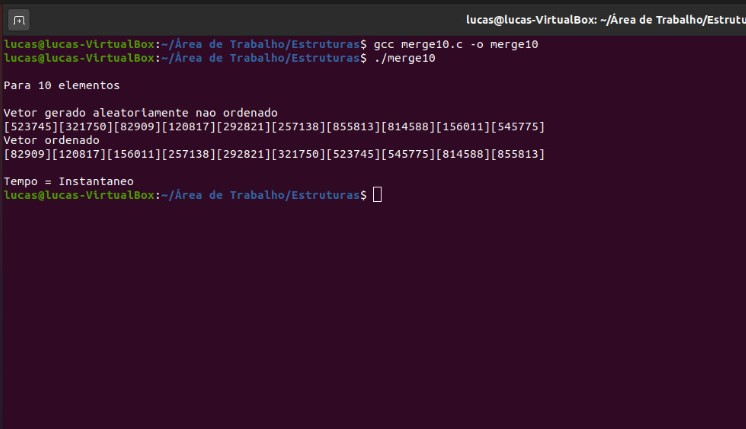 lucas@lucas-VirtualBox: ~/Área de Trabalho/Estrutu
lucas@lucas-VirtualBox:~/Área de Trabalho/Estruturas$ gcc merge10.c -o merge10
lucas@lucas-VirtualBox:~/Área de Trabalho/Estruturas$ ./merge10
Para 10 elementos
Vetor gerado aleatoriamente nao ordenado
[523745][321750][82909][120817][292821][257138][855813][814588][156011][545775]
Vetor ordenado
[82909][120817][156011][257138][292821][321750][523745][545775][814588][855813]
Tempo = Instantaneo
lucas@lucas-VirtualBox:~/Área de Trabalho/Estruturas$